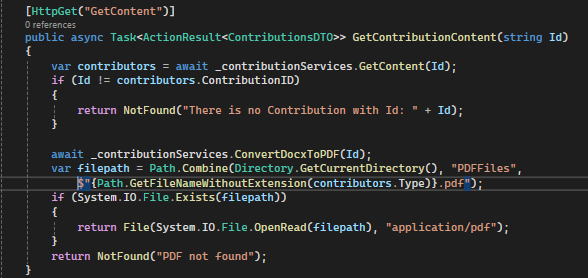 [HttpGet("GetContent")]
0 references
public async Task<ActionResult<ContributionsDTO>> GetContributionContent(string Id)
{
var contributors = await _contributionServices.GetContent(Id);
if (Id != contributors.ContributionID)
{
return NotFound("There is no Contribution with Id: " + Id);
}
await _contributionServices.ConvertDocxToPDF(Id);
var filepath = Path.Combine(Directory.GetCurrentDirectory(), "PDFFiles",
$"{Path.GetFileNameWithoutExtension(contributors.Type)}.pdf");
if (System.IO.File.Exists(filepath))
{
return File(System.IO.File.OpenRead(filepath), "application/pdf");
}
return NotFound("PDF not found");
}